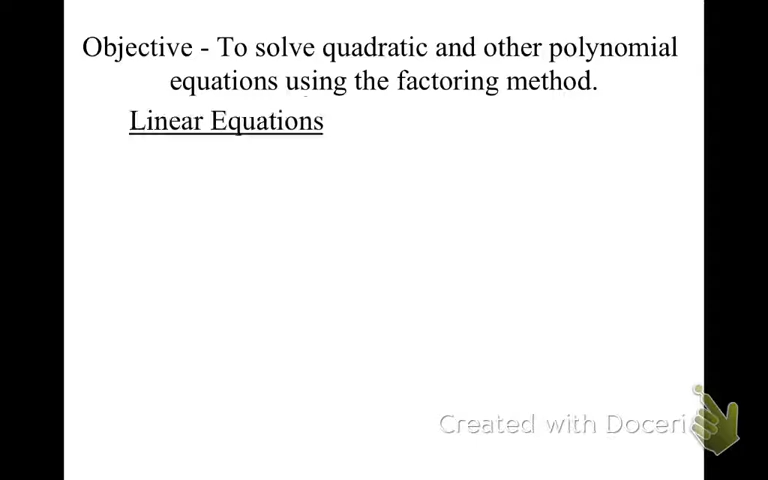 Objective - To solve quadratic and other polynomial
equations using the factoring method.
Linear Equations
Created with Doceri